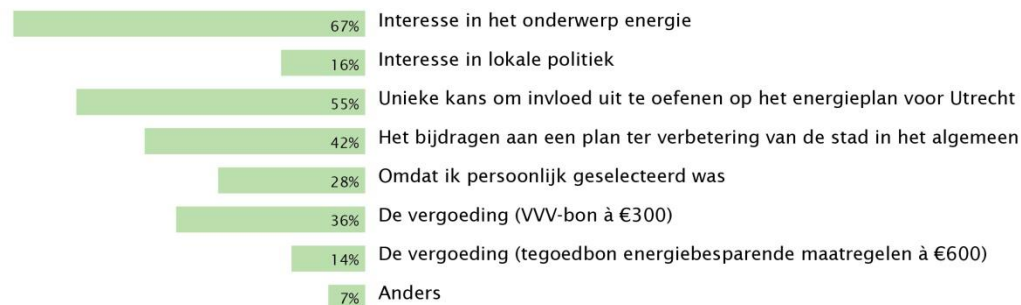 67% Interesse in het onderwerp energie
16% Interesse in lokale politiek
55% Unieke kans om invloed uit te oefenen op het energieplan voor Utrecht
42% Het bijdragen aan een plan ter verbetering van de stad in het algemeen
28% Omdat ik persoonlijk geselecteerd was
36% De vergoeding (VVV-bon à €300)
14% De vergoeding (tegoedbon energiebesparende maatregelen à €600)
7% Anders